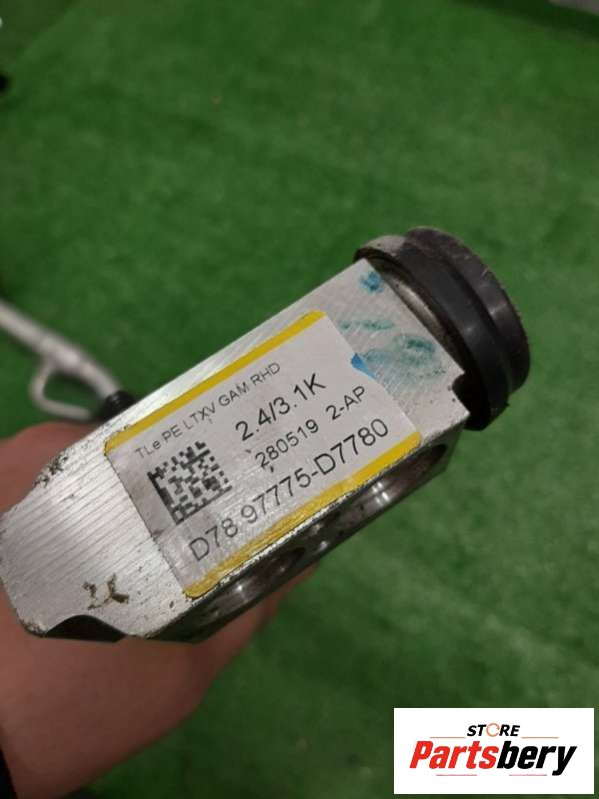 TLe PE LTXV GAM RHD
2.4/3.1K
280519 2-AP
D78 97775-D7780
STORE
Partsbery